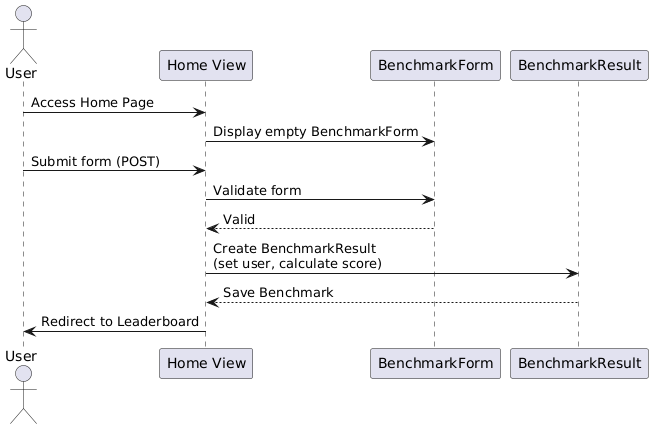 User
Home View
BenchmarkForm
BenchmarkResult
Access Home Page
Display empty BenchmarkForm
Submit form (POST)
Validate form
Valid
Create BenchmarkResult
(set user, calculate score)
Save Benchmark
Redirect to Leaderboard
User
Home View
BenchmarkForm
BenchmarkResult